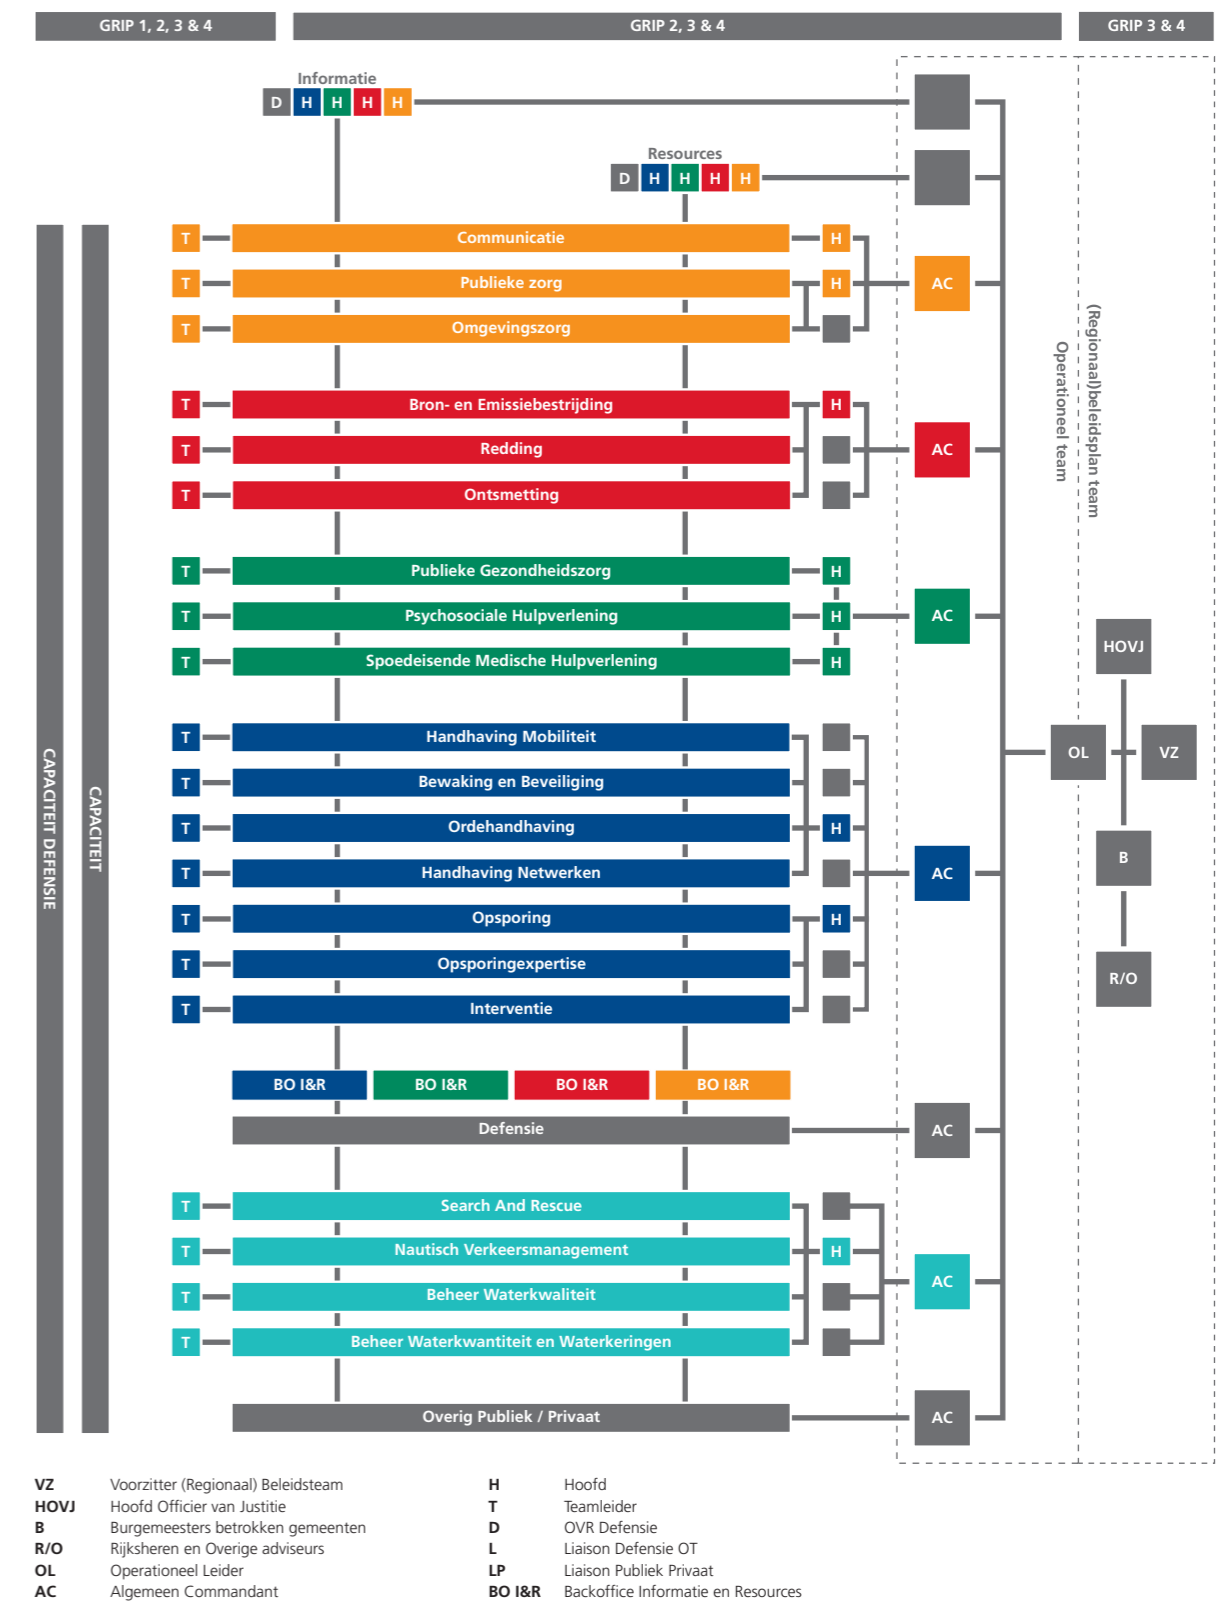 GRIP 1, 2, 3 & 4
GRIP 2, 3 & 4
GRIP 3 & 4
Informatie
D H H H H
Resources
D H H H H
T Communicatie H
T Publieke zorg H AC
T Omgevingszorg
T Bron- en Emissiebestrijding H
T Redding AC
T Ontsmetting
(Regionaal)beleidsplan team
Operationeel team
T Publieke Gezondheidszorg H
T Psychosociale Hulpverlening H AC
T Spoedeisende Medische Hulpverlening H
HOVJ
T Handhaving Mobiliteit
OL VZ
T Bewaking en Beveiliging
T Ordehandhaving H
B
T Handhaving Netwerken AC
T Opsporing H
T Opsporingexpertise
R/O
T Interventie
CAPACITEIT DEFENSIE
CAPACITEIT
BO I&R BO I&R BO I&R BO I&R
Defensie AC
T Search And Rescue
T Nautisch Verkeersmanagement H
AC
T Beheer Waterkwaliteit
T Beheer Waterkwantiteit en Waterkeringen
Overig Publiek / Privaat AC
VZ Voorzitter (Regionaal) Beleidsteam
HOVJ Hoofd Officier van Justitie
B Burgemeesters betrokken gemeenten
R/O Rijksheren en Overige adviseurs
OL Operationeel Leider
AC Algemeen Commandant
H Hoofd
T Teamleider
D OVR Defensie
L Liaison Defensie OT
LP Liaison Publiek Privaat
BO I&R Backoffice Informatie en Resources